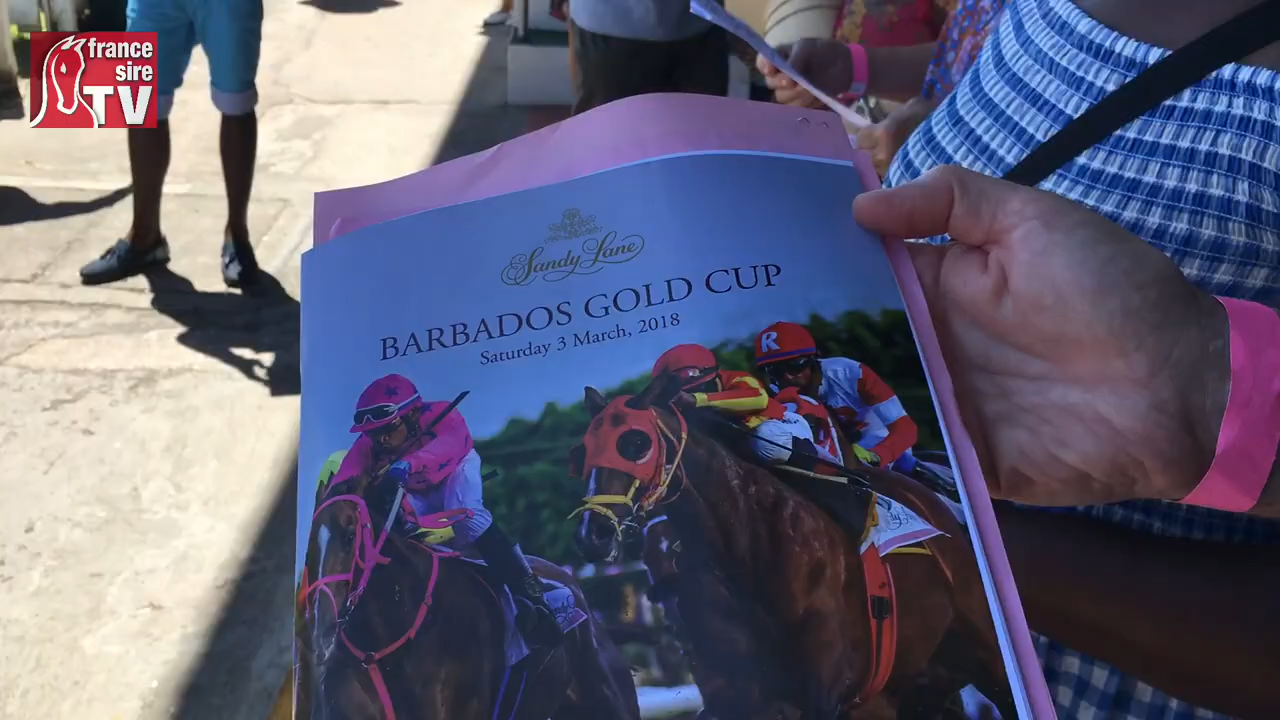 france
sire
TV
Sandy Lane
BARBADOS GOLD CUP
Saturday 3 March, 2018
R